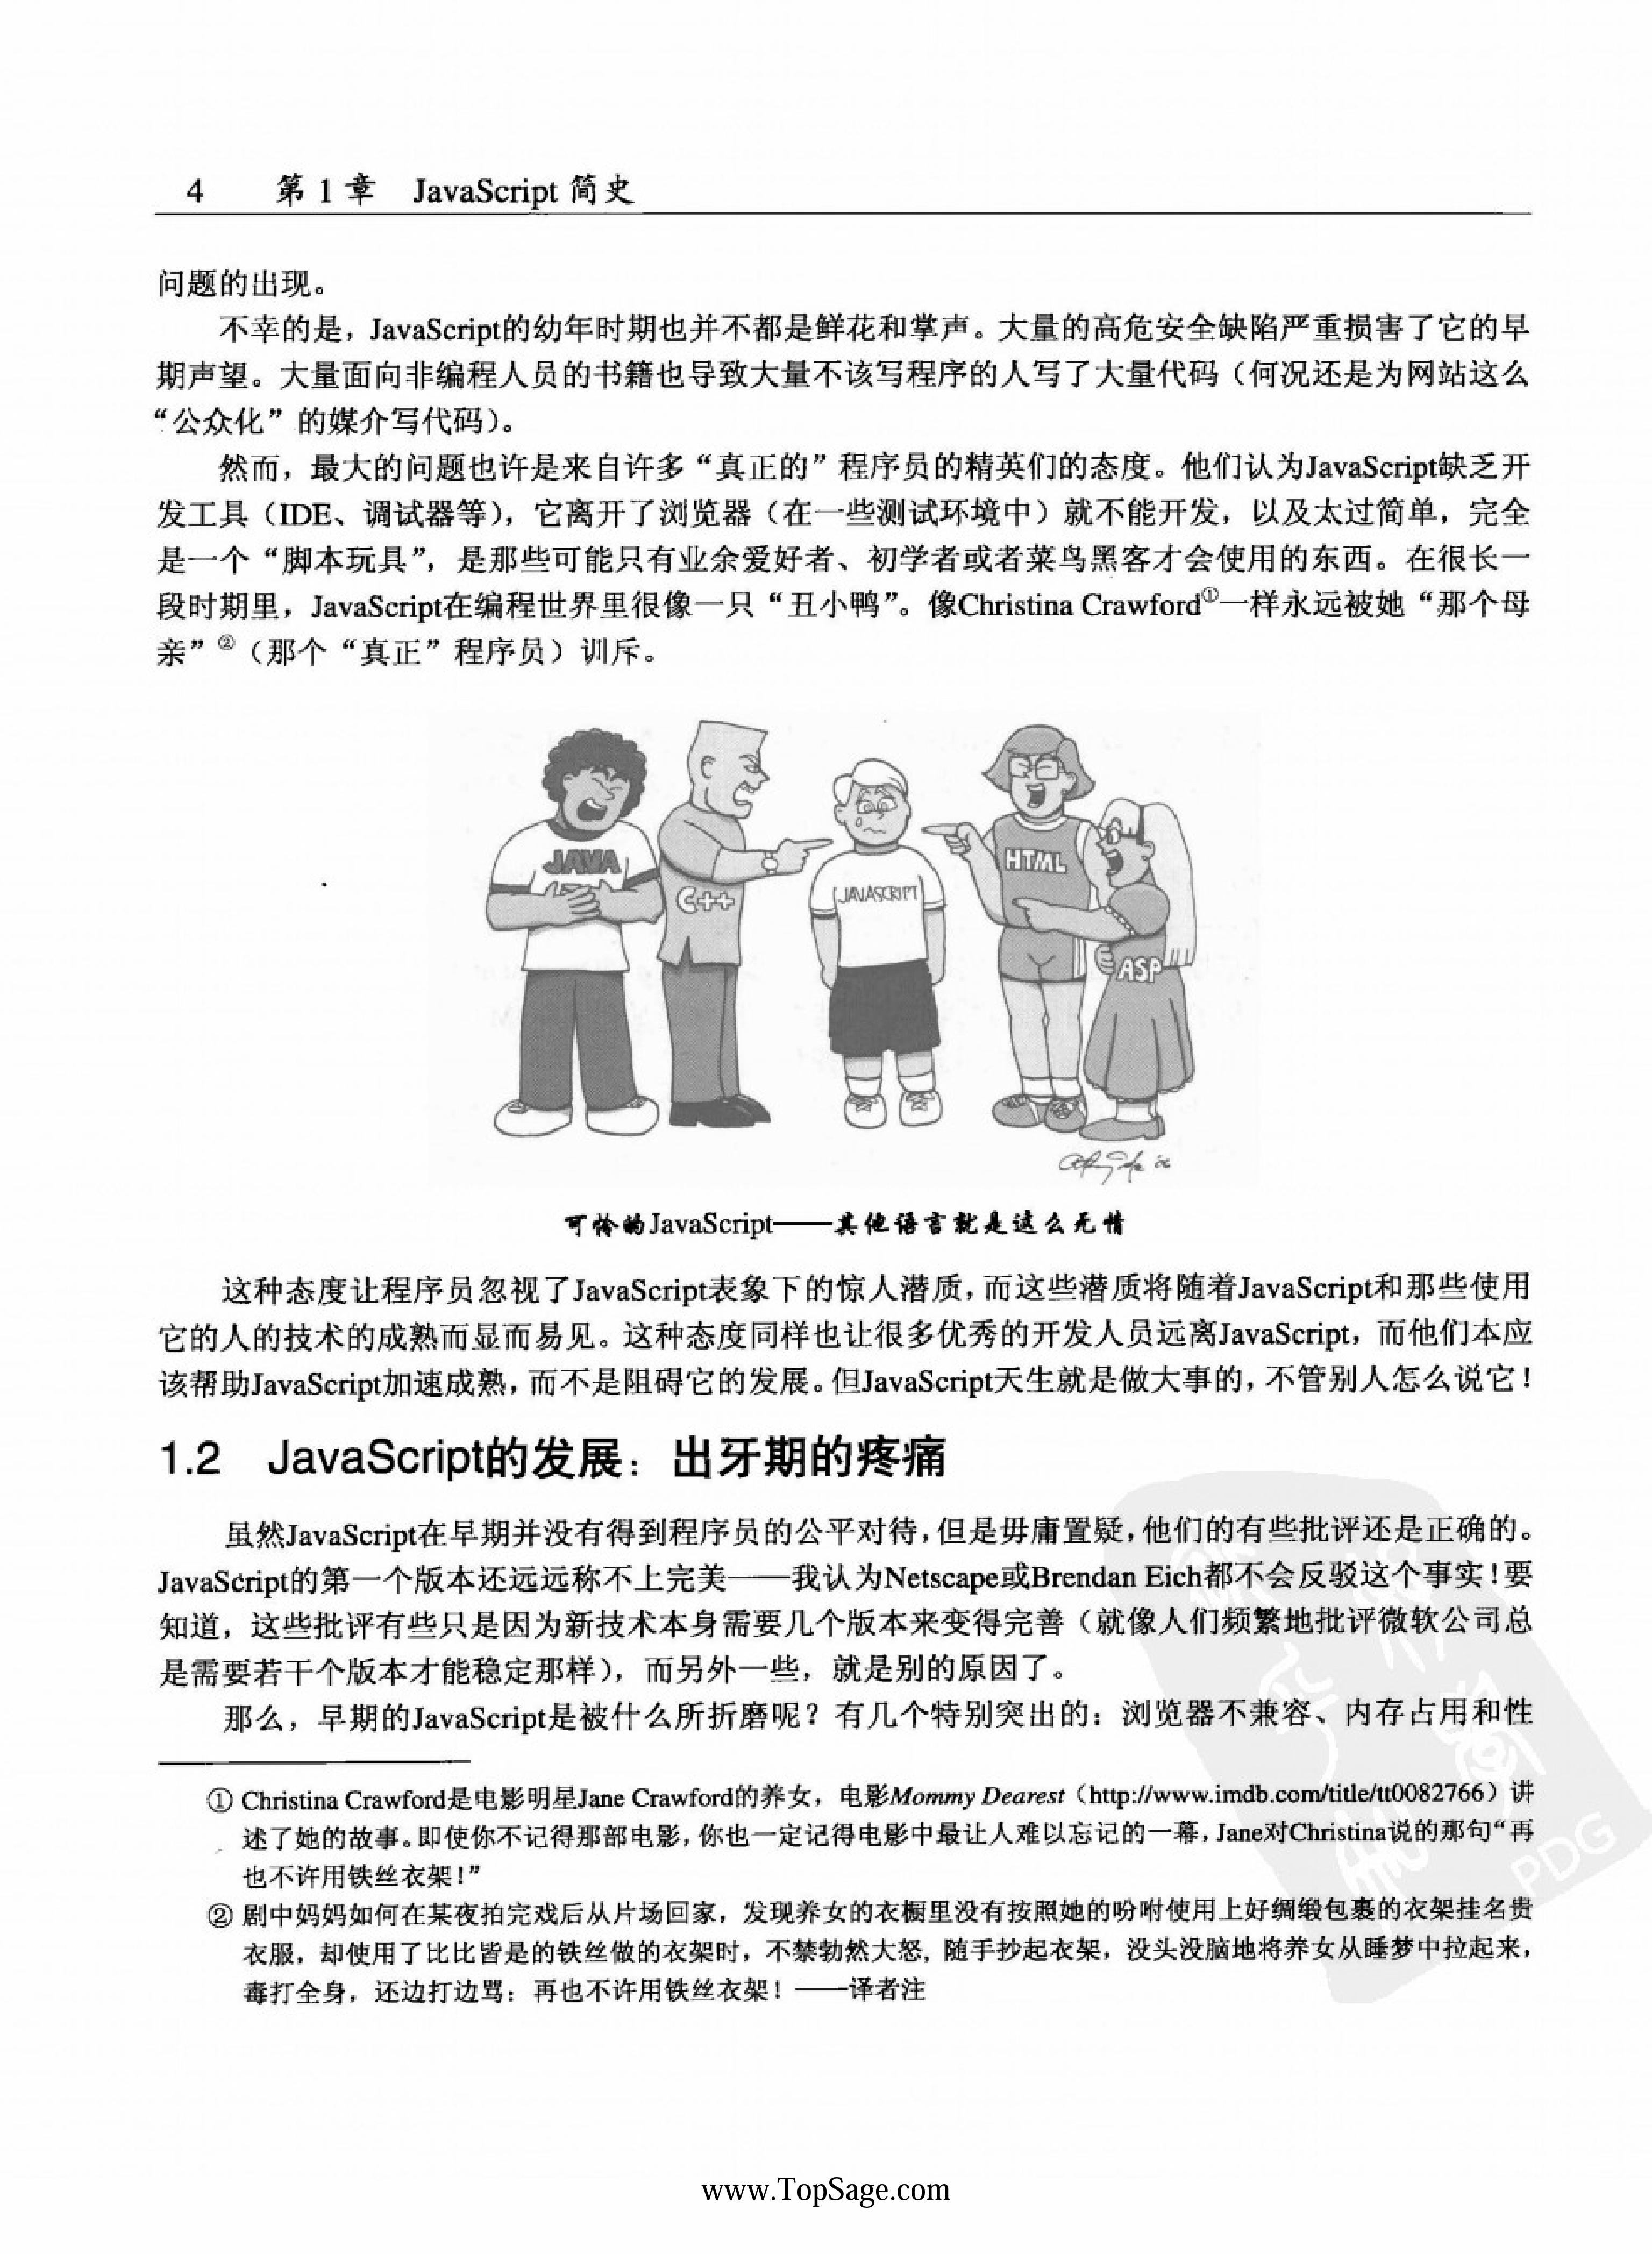 4 第1章 JavaScript 简史
问题的出现。
不幸的是，JavaScript的幼年时期也并不都是鲜花和掌声。大量的高危安全缺陷严重损害了它的早
期声望。大量面向非编程人员的书籍也导致大量不该写程序的人写了大量代码（何况还是为网站这么
“公众化”的媒介写代码）。
然而，最大的问题也许是来自许多“真正的”程序员的精英们的态度。他们认为JavaScript缺乏开
发工具（IDE、调试器等），它离开了浏览器（在一些测试环境中）就不能开发，以及太过简单，完全
是一个“脚本玩具”，是那些可能只有业余爱好者、初学者或者菜鸟黑客才会使用的东西。在很长一
段时期里，JavaScript在编程世界里很像一只“丑小鸭”。像Christina Crawford①一样永远被她“那个母
亲”②（那个“真正”程序员）训斥。
JAVA
C++
JAVASCRIPT
HTML
ASP
可怜的JavaScript——其他语言就是这么无情
这种态度让程序员忽视了JavaScript表象下的惊人潜质，而这些潜质将随着JavaScript和那些使用
它的人的技术的成熟而显而易见。这种态度同样也让很多优秀的开发人员远离JavaScript，而他们本应
该帮助JavaScript加速成熟，而不是阻碍它的发展。但JavaScript天生就是做大事的，不管别人怎么说它！
1.2 JavaScript的发展：出牙期的疼痛
虽然JavaScript在早期并没有得到程序员的公平对待，但是毋庸置疑，他们的有些批评还是正确的。
JavaScript的第一个版本还远远称不上完美——我认为Netscape或Brendan Eich都不会反驳这个事实！要
知道，这些批评有些只是因为新技术本身需要几个版本来变得完善（就像人们频繁地批评微软公司总
是需要若干个版本才能稳定那样），而另外一些，就是别的原因了。
那么，早期的JavaScript是被什么所折磨呢？有几个特别突出的：浏览器不兼容、内存占用和性
① Christina Crawford是电影明星Jane Crawford的养女，电影Mommy Dearest（http://www.imdb.com/title/tt0082766）讲
述了她的故事。即使你不记得那部电影，你也一定记得电影中最让人难以忘记的一幕，Jane对Christina说的那句“再
也不许用铁丝衣架！”
② 剧中妈妈如何在某夜拍完戏后从片场回家，发现养女的衣橱里没有按照她的吩咐使用上好绸缎包裹的衣架挂名贵
衣服，却使用了比比皆是的铁丝做的衣架时，不禁勃然大怒，随手抄起衣架，没头没脑地将养女从睡梦中拉起来，
毒打全身，还边打边骂：再也不许用铁丝衣架！——译者注
PDG
www.TopSage.com